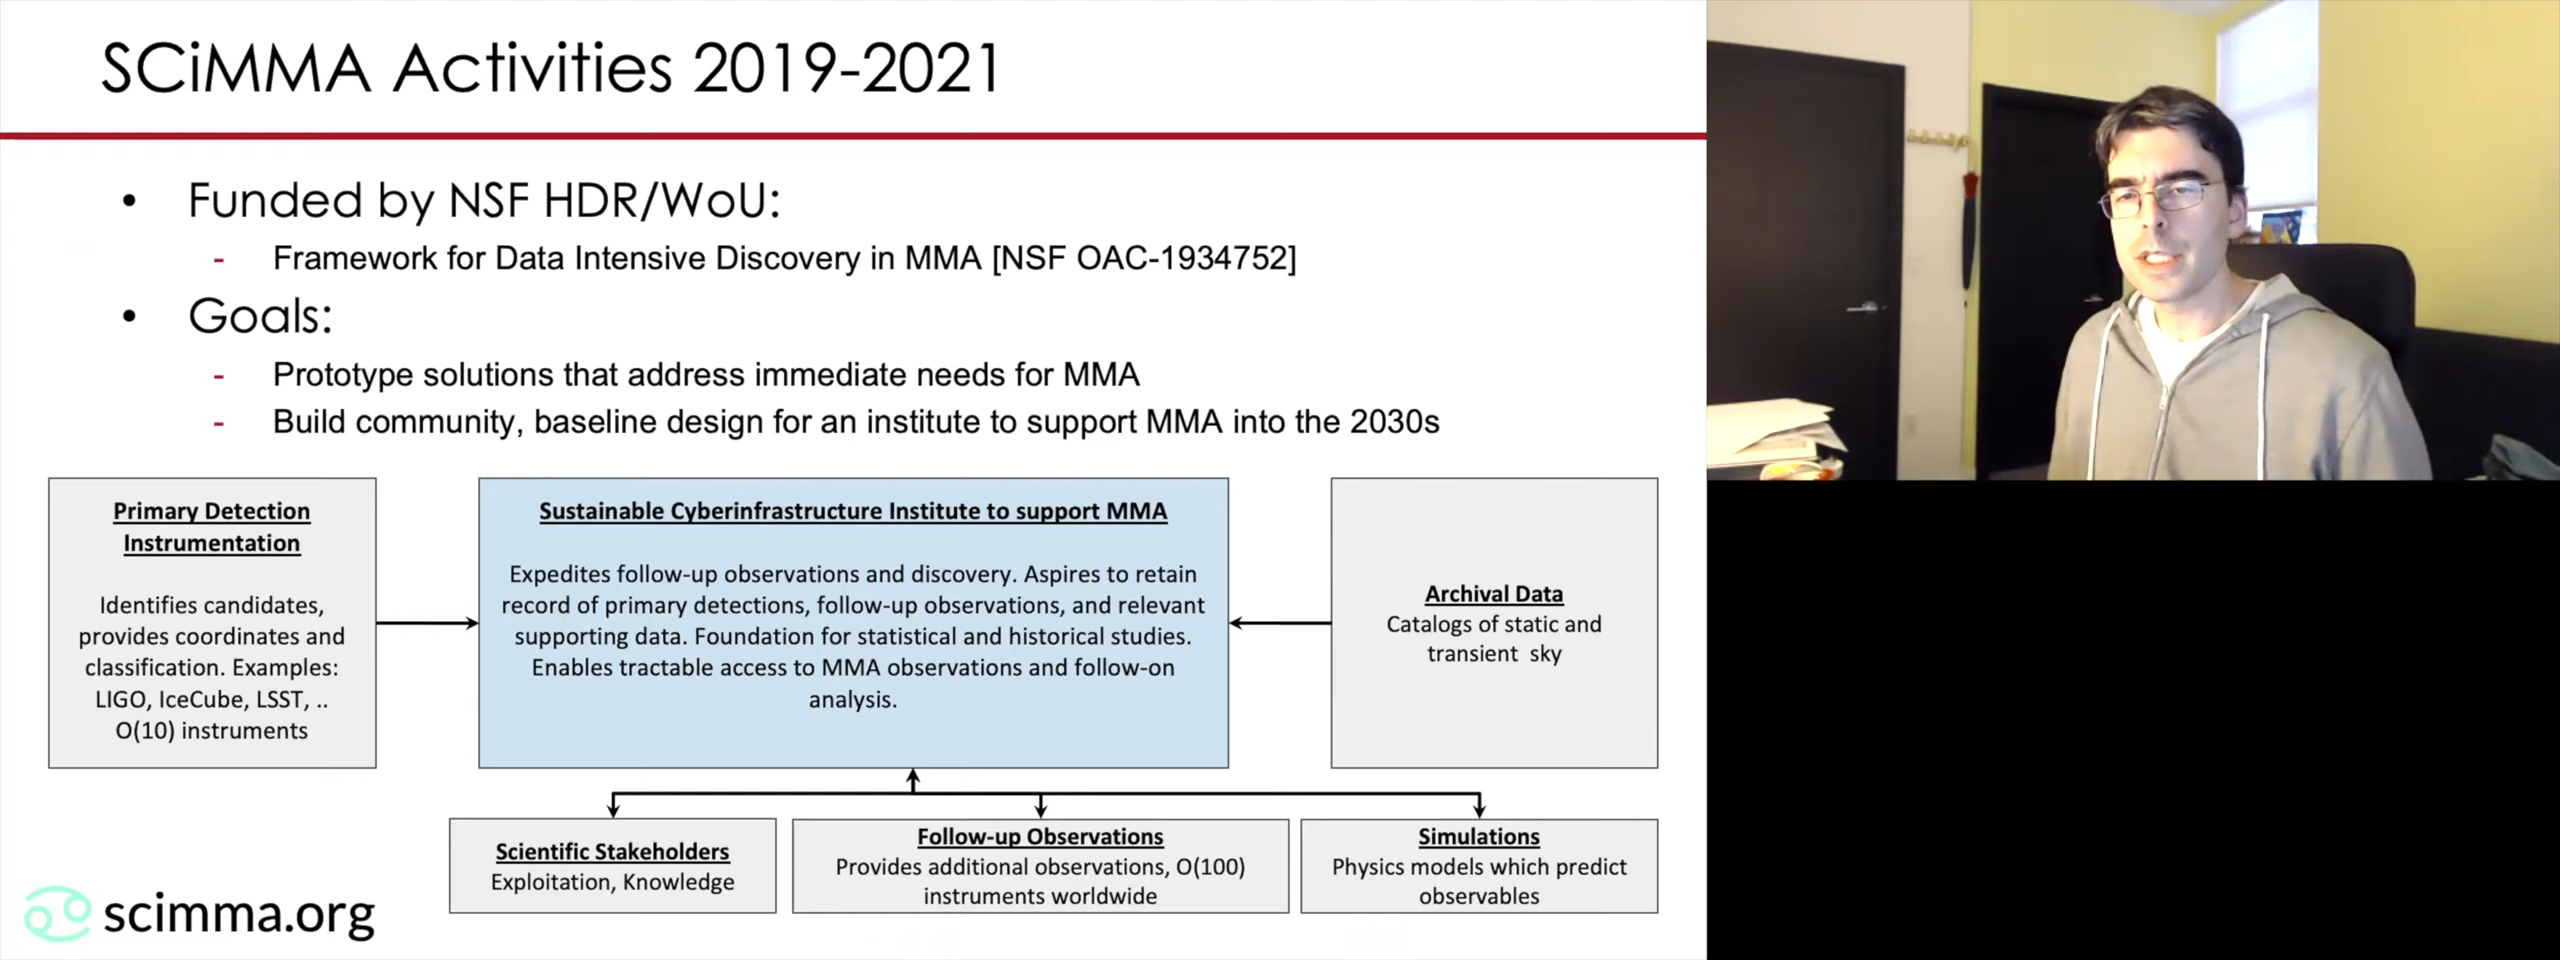 SCiMMA Activities 2019-2021
• Funded by NSF HDR/WoU:
- Framework for Data Intensive Discovery in MMA [NSF OAC-1934752]
• Goals:
- Prototype solutions that address immediate needs for MMA
- Build community, baseline design for an institute to support MMA into the 2030s
Primary Detection
Instrumentation
Identifies candidates,
provides coordinates and
classification. Examples:
LIGO, IceCube, LSST, ..
O(10) instruments
Sustainable Cyberinfrastructure Institute to support MMA
Expedites follow-up observations and discovery. Aspires to retain
record of primary detections, follow-up observations, and relevant
supporting data. Foundation for statistical and historical studies.
Enables tractable access to MMA observations and follow-on
analysis.
Archival Data
Catalogs of static and
transient sky
Scientific Stakeholders
Exploitation, Knowledge
Follow-up Observations
Provides additional observations, O(100)
instruments worldwide
Simulations
Physics models which predict
observables
scimma.org